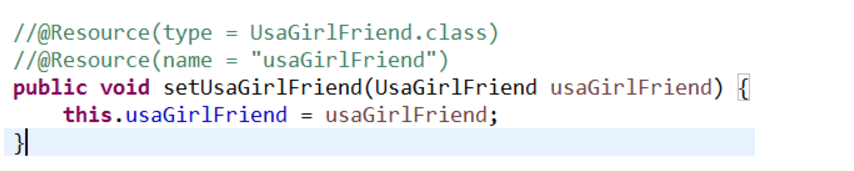 //@Resource(type = UsaGirlFriend.class)
//@Resource(name = "usaGirlFriend")
public void setUsaGirlFriend(UsaGirlFriend usaGirlFriend) {
    this.usaGirlFriend = usaGirlFriend;
}